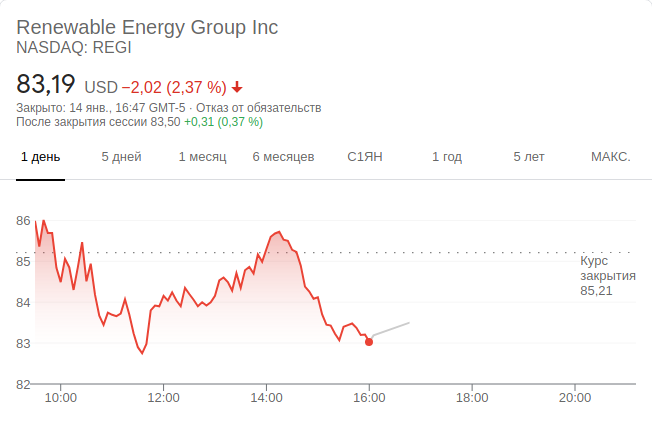 Renewable Energy Group Inc
NASDAQ: REGI
83,19 USD −2,02 (2,37 %)
Закрыто: 14 янв., 16:47 GMT-5 · Отказ от обязательств
После закрытия сессии 83,50 +0,31 (0,37 %)
1 день 5 дней 1 месяц 6 месяцев С1ЯН 1 год 5 лет МАКС.
86
85
84
83
82
Курс
закрытия
85,21
10:00 12:00 14:00 16:00 18:00 20:00